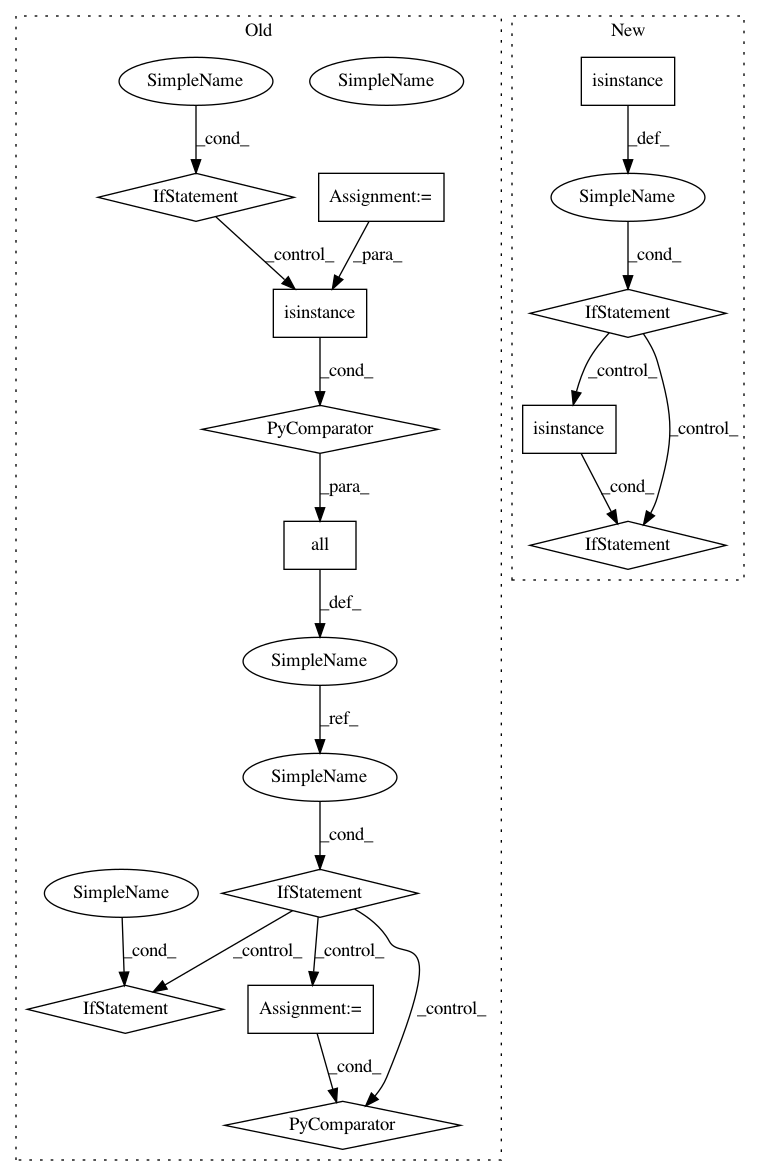 Old
New
SimpleName
SimpleName
isinstance
_cond_
_def_
IfStatement
Assignment:=
SimpleName
_control_
_para_
_cond_
isinstance
IfStatement
_cond_
_control_
PyComparator
isinstance
_control_
_para_
_cond_
all
IfStatement
_def_
SimpleName
_ref_
SimpleName
_cond_
SimpleName
IfStatement
_cond_
_control_
_control_
IfStatement
Assignment:=
_control_
_cond_
PyComparator